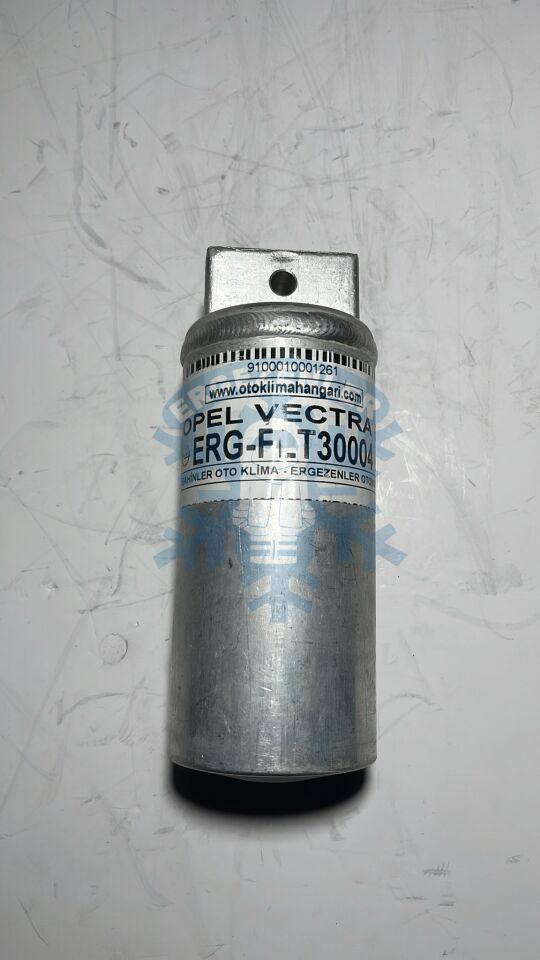 9100010001261
www.otoklimahangari.com
OPEL VECTRA
ERG-FLT30004
ŞAHİNLER OTO KLİMA - ERGEZENLER